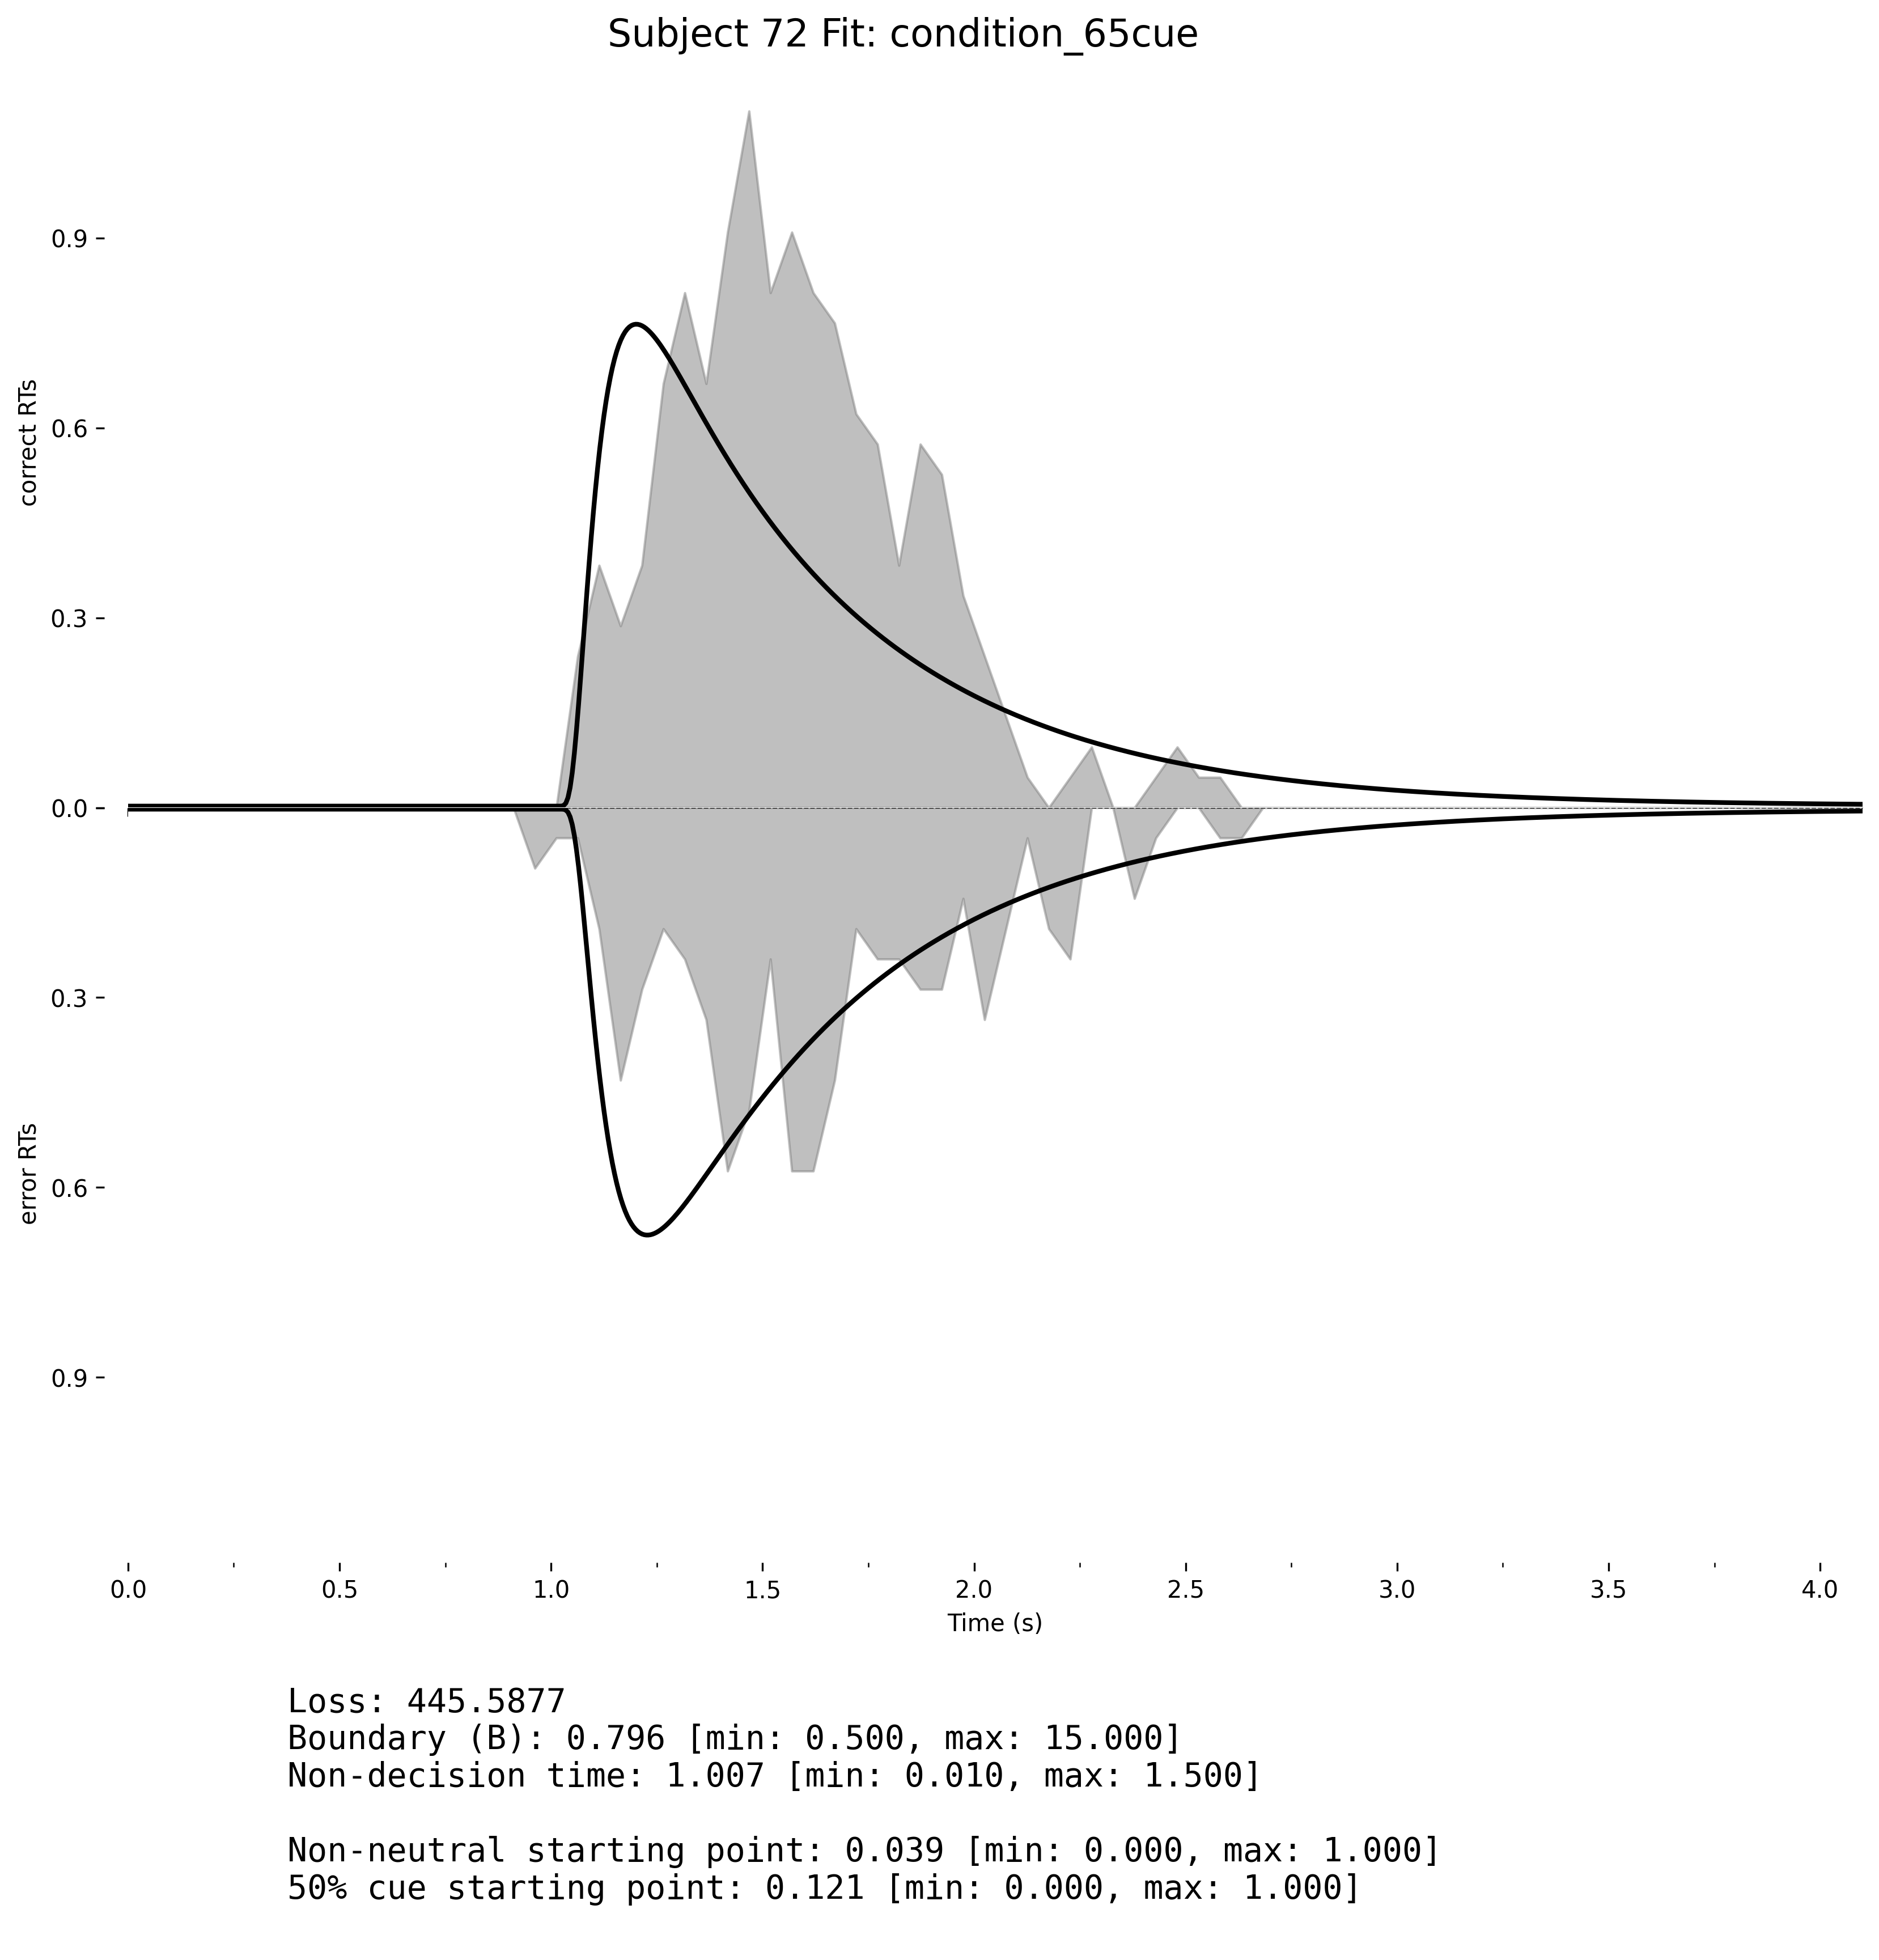 Subject 72 Fit: condition_65cue
0.9
0.6
0.3
0.0
0.3
0.6
0.9
correct RTs
error RTs
0.0 0.5 1.0 1.5 2.0 2.5 3.0 3.5 4.0
Time (s)
Loss: 445.5877
Boundary (B): 0.796 [min: 0.500, max: 15.000]
Non-decision time: 1.007 [min: 0.010, max: 1.500]
Non-neutral starting point: 0.039 [min: 0.000, max: 1.000]
50% cue starting point: 0.121 [min: 0.000, max: 1.000]